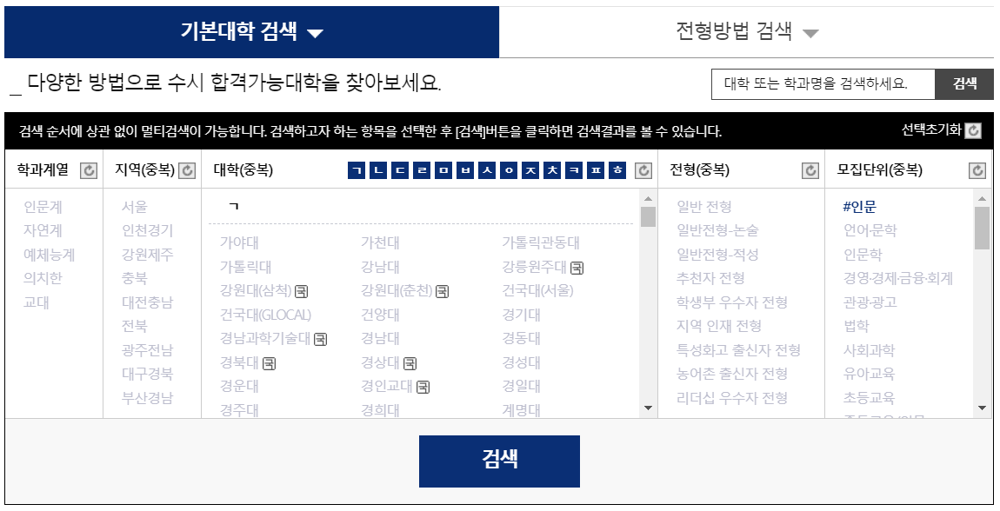 기본대학 검색
전형방법 검색
_ 다양한 방법으로 수시 합격가능대학을 찾아보세요.
대학 또는 학과명을 검색하세요.
검색
검색 순서에 상관 없이 멀티검색이 가능합니다. 검색하고자 하는 항목을 선택한 후 [검색]버튼을 클릭하면 검색결과를 볼 수 있습니다.
선택초기화
학과계열
인문계
자연계
예체능계
의치한
교대
지역(중복)
서울
인천경기
강원제주
충북
대전충남
전북
광주전남
대구경북
부산경남
대학(중복)
ㄱ ㄴ ㄷ ㄹ ㅁ ㅂ ㅅ ㅇ ㅈ ㅊ ㅋ ㅍ ㅎ
ㄱ
가야대 가천대 가톨릭관동대
가톨릭대 강남대 강릉원주대 국
강원대(삼척) 국 강원대(춘천) 국 건국대(서울)
건국대(GLOCAL) 건양대 경기대
경남과학기술대 국 경남대 경동대
경북대 국 경상대 국 경성대
경운대 경인교대 국 경일대
경주대 경희대 계명대
전형(중복)
일반 전형
일반전형-논술
일반전형-적성
추천자 전형
학생부 우수자 전형
지역 인재 전형
특성화고 출신자 전형
농어촌 출신자 전형
리더십 우수자 전형
모집단위(중복)
#인문
언어·문학
인문학
경영·경제·금융·회계
관광·광고
법학
사회과학
유아교육
초등교육
검색